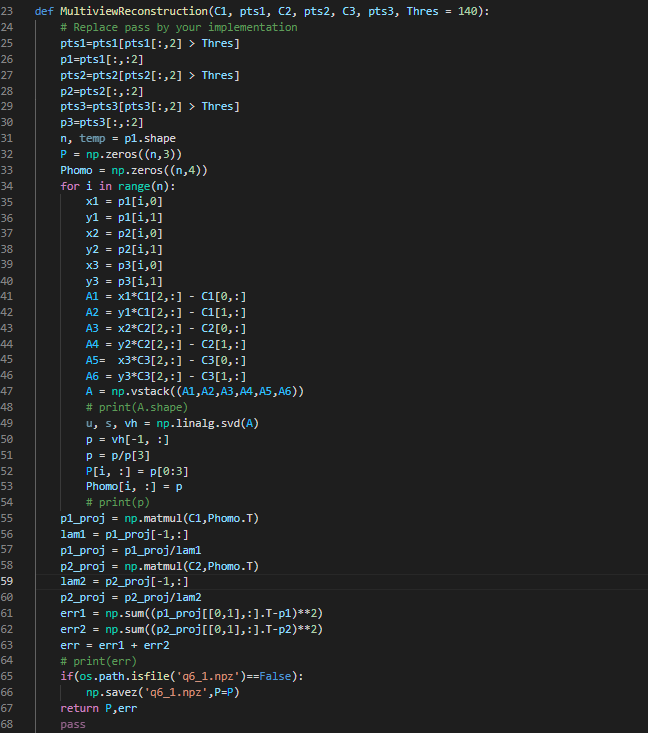 23 def MultiviewReconstruction(C1, pts1, C2, pts2, C3, pts3, Thres = 140):
24     # Replace pass by your implementation
25     pts1=pts1[pts1[:,2] > Thres]
26     p1=pts1[:,:2]
27     pts2=pts2[pts2[:,2] > Thres]
28     p2=pts2[:,:2]
29     pts3=pts3[pts3[:,2] > Thres]
30     p3=pts3[:,:2]
31     n, temp = p1.shape
32     P = np.zeros((n,3))
33     Phomo = np.zeros((n,4))
34     for i in range(n):
35         x1 = p1[i,0]
36         y1 = p1[i,1]
37         x2 = p2[i,0]
38         y2 = p2[i,1]
39         x3 = p3[i,0]
40         y3 = p3[i,1]
41         A1 = x1*C1[2,:] - C1[0,:]
42         A2 = y1*C1[2,:] - C1[1,:]
43         A3 = x2*C2[2,:] - C2[0,:]
44         A4 = y2*C2[2,:] - C2[1,:]
45         A5=  x3*C3[2,:] - C3[0,:]
46         A6 = y3*C3[2,:] - C3[1,:]
47         A = np.vstack((A1,A2,A3,A4,A5,A6))
48         # print(A.shape)
49         u, s, vh = np.linalg.svd(A)
50         p = vh[-1, :]
51         p = p/p[3]
52         P[i, :] = p[0:3]
53         Phomo[i, :] = p
54         # print(p)
55     p1_proj = np.matmul(C1,Phomo.T)
56     lam1 = p1_proj[-1,:]
57     p1_proj = p1_proj/lam1
58     p2_proj = np.matmul(C2,Phomo.T)
59     lam2 = p2_proj[-1,:]
60     p2_proj = p2_proj/lam2
61     err1 = np.sum((p1_proj[[0,1],:].T-p1)**2)
62     err2 = np.sum((p2_proj[[0,1],:].T-p2)**2)
63     err = err1 + err2
64     # print(err)
65     if(os.path.isfile('q6_1.npz')==False):
66         np.savez('q6_1.npz',P=P)
67     return P,err
68     pass